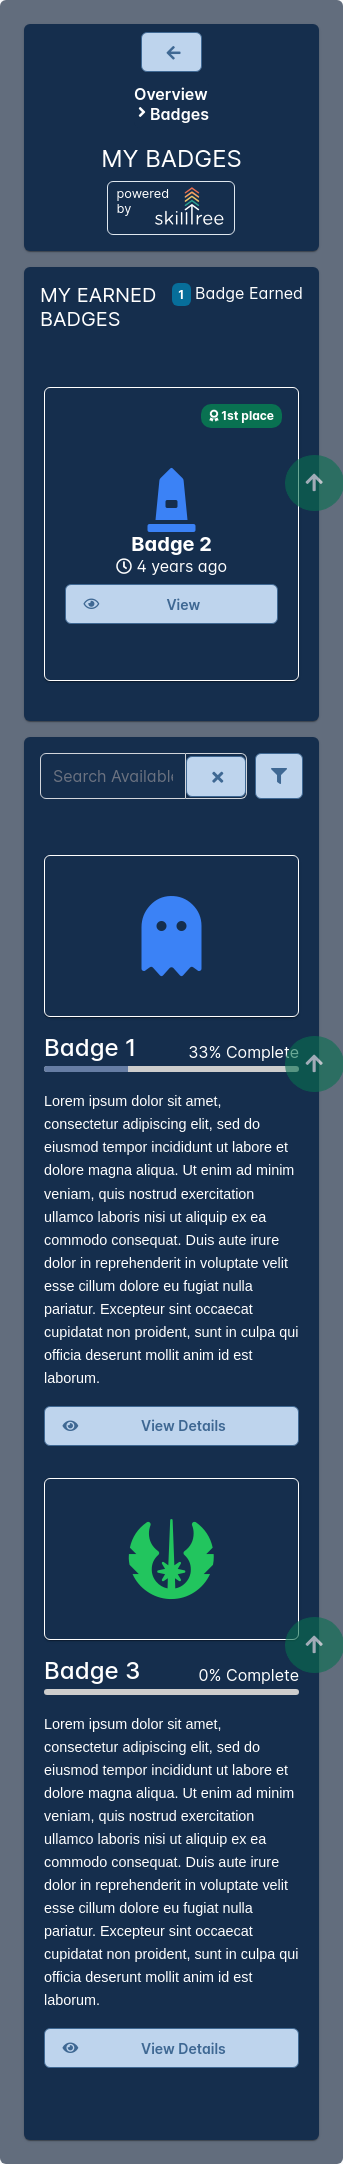 Overview
Badges
MY BADGES
powered
by
skilltree
MY EARNED
BADGES
1 Badge Earned
1st place
Badge 2
4 years ago
View
Search Availabl
Badge 1
33% Complete
Lorem ipsum dolor sit amet,
consectetur adipiscing elit, sed do
eiusmod tempor incididunt ut labore et
dolore magna aliqua. Ut enim ad minim
veniam, quis nostrud exercitation
ullamco laboris nisi ut aliquip ex ea
commodo consequat. Duis aute irure
dolor in reprehenderit in voluptate velit
esse cillum dolore eu fugiat nulla
pariatur. Excepteur sint occaecat
cupidatat non proident, sunt in culpa qui
officia deserunt mollit anim id est
laborum.
View Details
Badge 3
0% Complete
Lorem ipsum dolor sit amet,
consectetur adipiscing elit, sed do
eiusmod tempor incididunt ut labore et
dolore magna aliqua. Ut enim ad minim
veniam, quis nostrud exercitation
ullamco laboris nisi ut aliquip ex ea
commodo consequat. Duis aute irure
dolor in reprehenderit in voluptate velit
esse cillum dolore eu fugiat nulla
pariatur. Excepteur sint occaecat
cupidatat non proident, sunt in culpa qui
officia deserunt mollit anim id est
laborum.
View Details